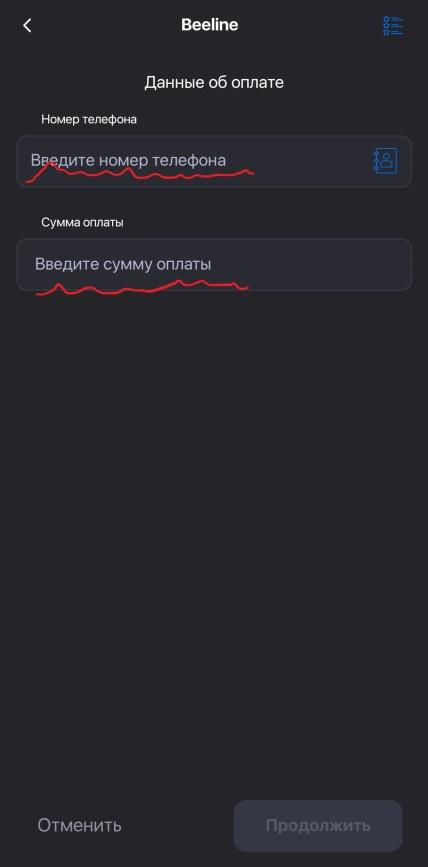 Beeline
Данные об оплате
Номер телефона
Введите номер телефона
Сумма оплаты
Введите сумму оплаты
Отменить
Продолжить